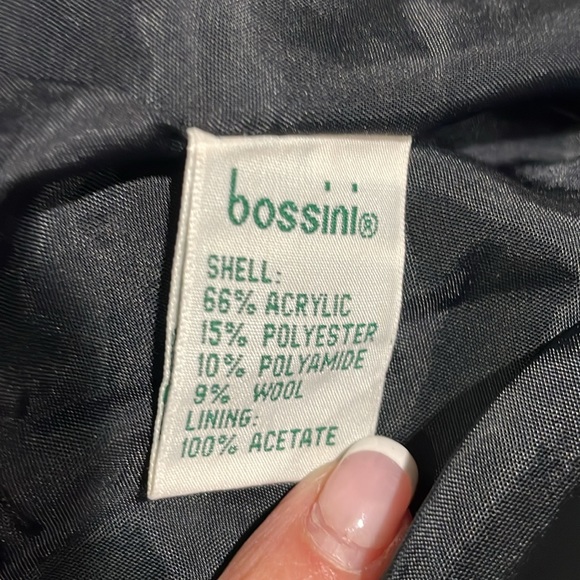 bossini®
SHELL:
66% ACRYLIC
15% POLYESTER
10% POLYAMIDE
9% WOOL
LINING:
100% ACETATE